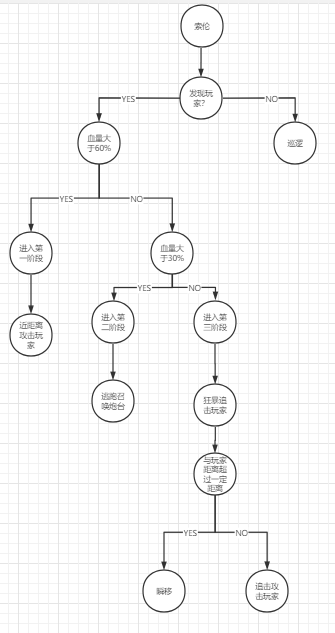 索伦
发现玩
家?
YES
NO
血量大
于60%
巡逻
YES
NO
进入第
一阶段
血量大
于30%
YES
NO
近距离
攻击玩
家
进入第
二阶段
进入第
三阶段
逃跑召
唤炮台
狂暴追
击玩家
与玩家
距离超
过一定
距离
YES
NO
瞬移
追击攻
击玩家